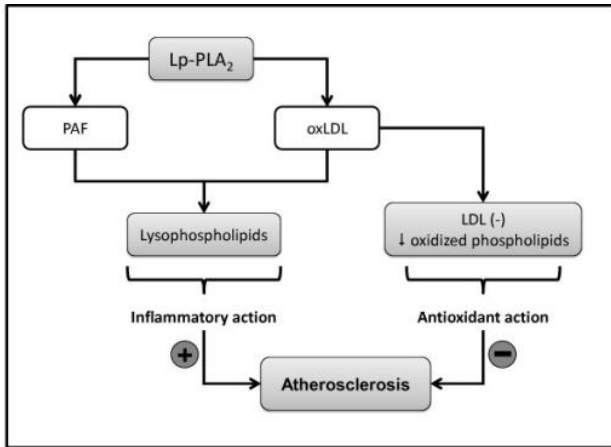 Lp-PLA₂
PAF
oxLDL
Lysophospholipids
LDL (-)
↓ oxidized phospholipids
Inflammatory action
Antioxidant action
+
−
Atherosclerosis